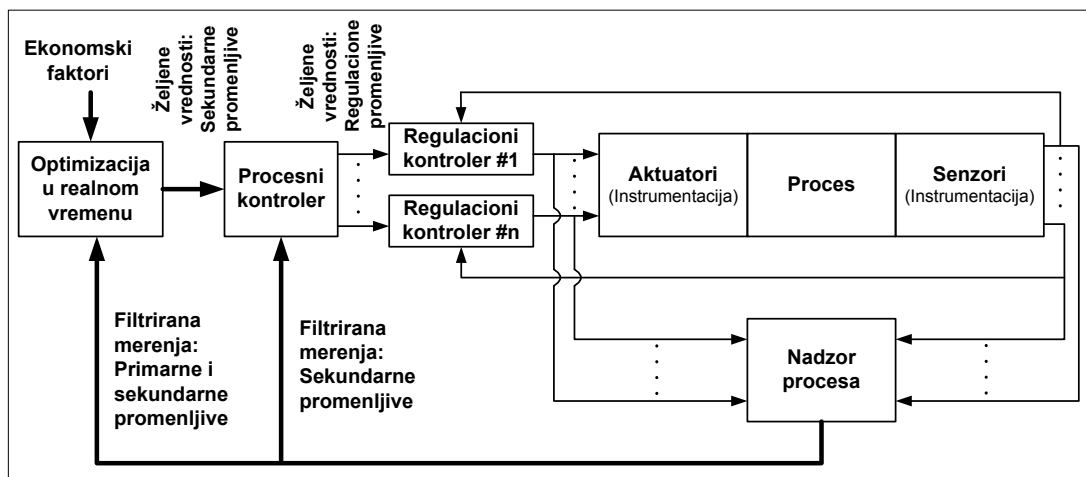 Ekonomski
faktori
Željene
vrednosti:
Sekundarne
promenljive
Željene
vrednosti:
Regulacione
promenljive
Optimizacija
u realnom
vremenu
Procesni
kontroler
Regulacioni
kontroler #1
Regulacioni
kontroler #n
Aktuatori
(Instrumentacija)
Proces
Senzori
(Instrumentacija)
Filtrirana
merenja:
Primarne i
sekundarne
promenljive
Filtrirana
merenja:
Sekundarne
promenljive
Nadzor
procesa